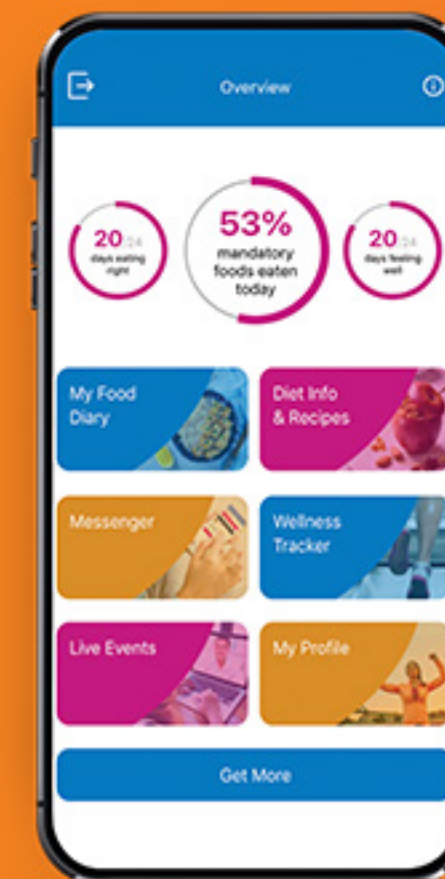 Overview
20/24
days eating
right
53%
mandatory
foods eaten
today
20/24
days feeling
well
My Food
Diary
Diet Info
& Recipes
Messenger
Wellness
Tracker
Live Events
My Profile
Get More